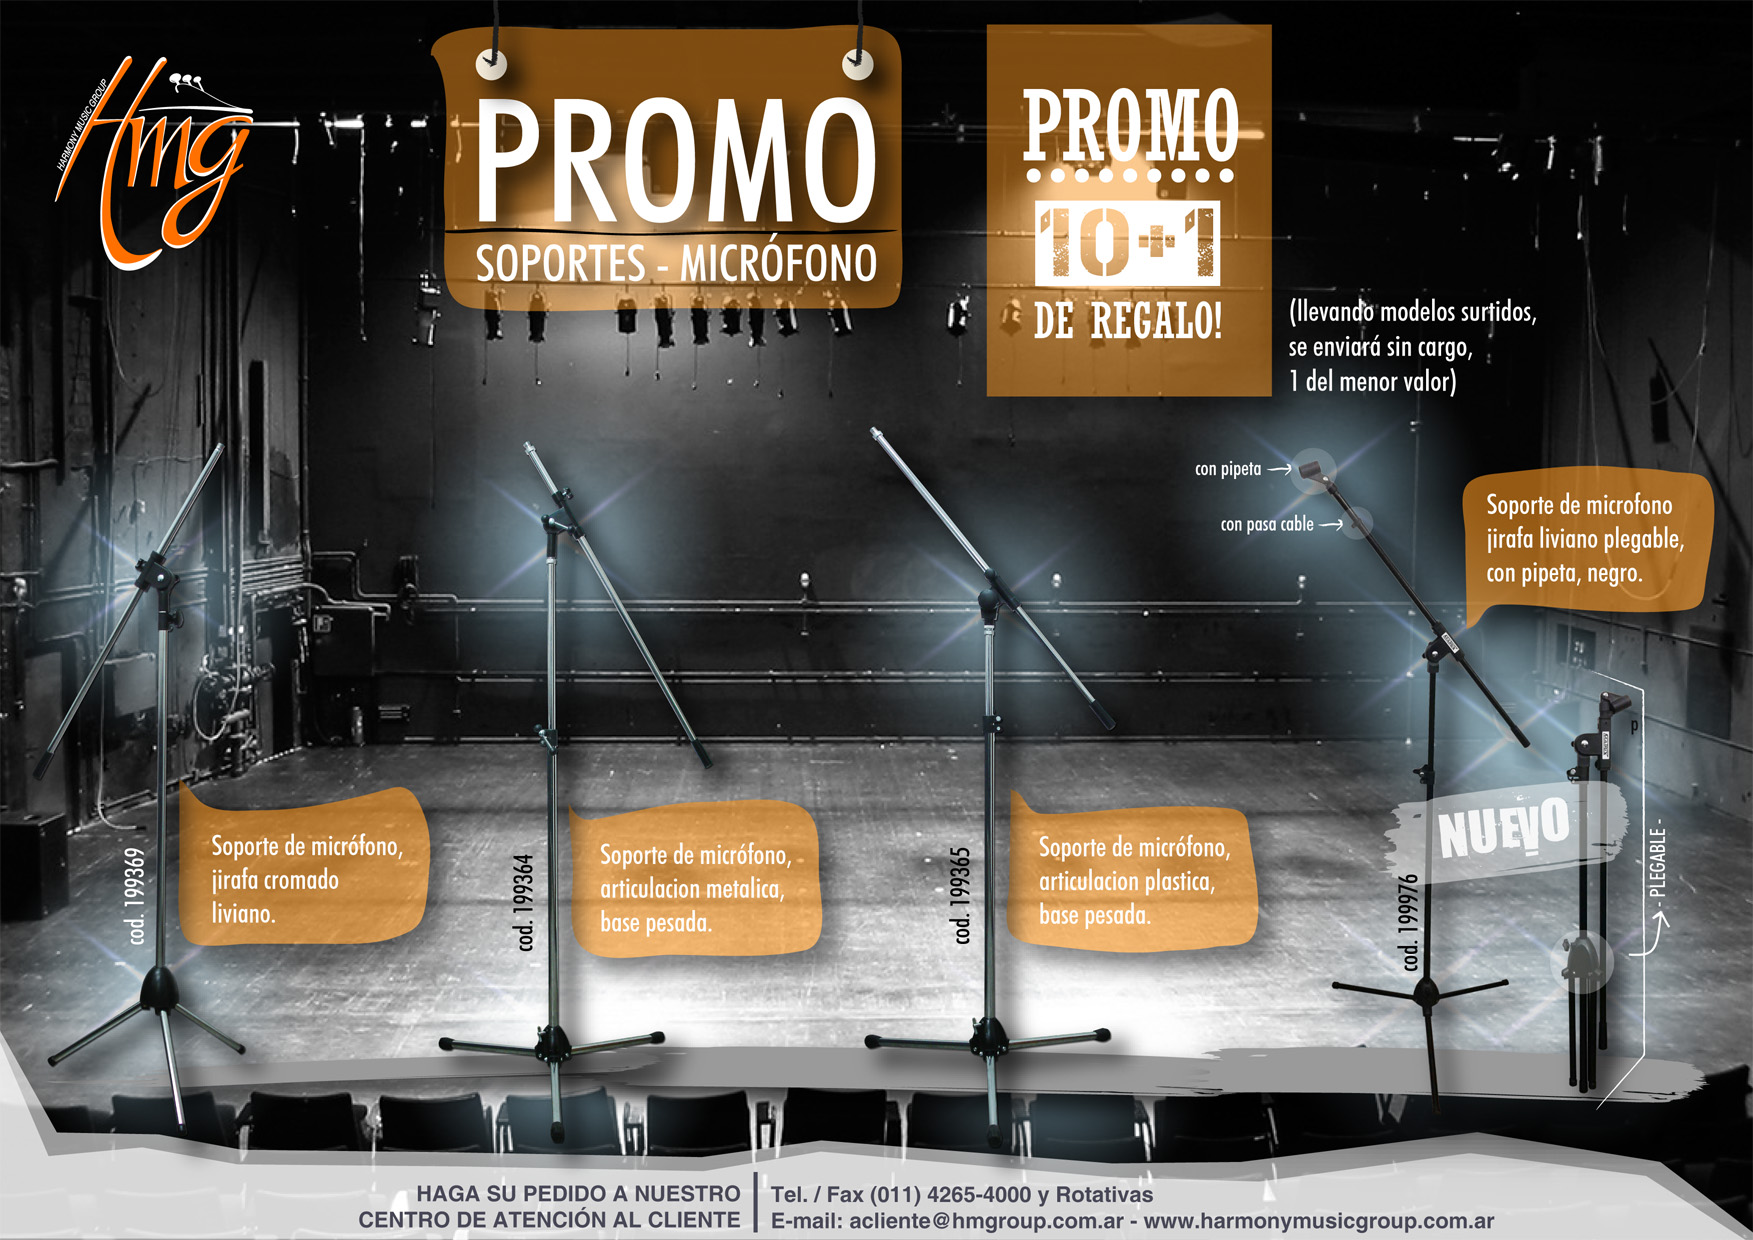 HARMONY MUSIC GROUP
Hmg
PROMO
SOPORTES - MICRÓFONO
PROMO
10+1
DE REGALO!
(llevando modelos surtidos,
se enviará sin cargo,
1 del menor valor)
con pipeta
con pasa cable
Soporte de microfono
jirafa liviano plegable,
con pipeta, negro.
p
NUEVO
- PLEGABLE -
cod. 199369
Soporte de micrófono,
jirafa cromado
liviano.
cod. 199364
Soporte de micrófono,
articulacion metalica,
base pesada.
cod. 199365
Soporte de micrófono,
articulacion plastica,
base pesada.
cod. 199976
HAGA SU PEDIDO A NUESTRO
CENTRO DE ATENCIÓN AL CLIENTE
Tel. / Fax (011) 4265-4000 y Rotativas
E-mail: acliente@hmgroup.com.ar - www.harmonymusicgroup.com.ar